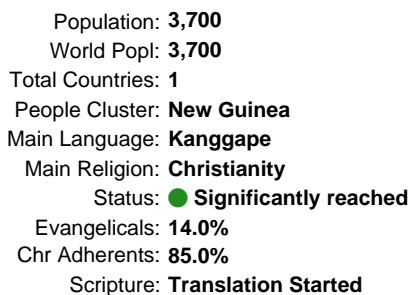 Population: 3,700
World Popl: 3,700
Total Countries: 1
People Cluster: New Guinea
Main Language: Kanggape
Main Religion: Christianity
Status: Significantly reached
Evangelicals: 14.0%
Chr Adherents: 85.0%
Scripture: Translation Started